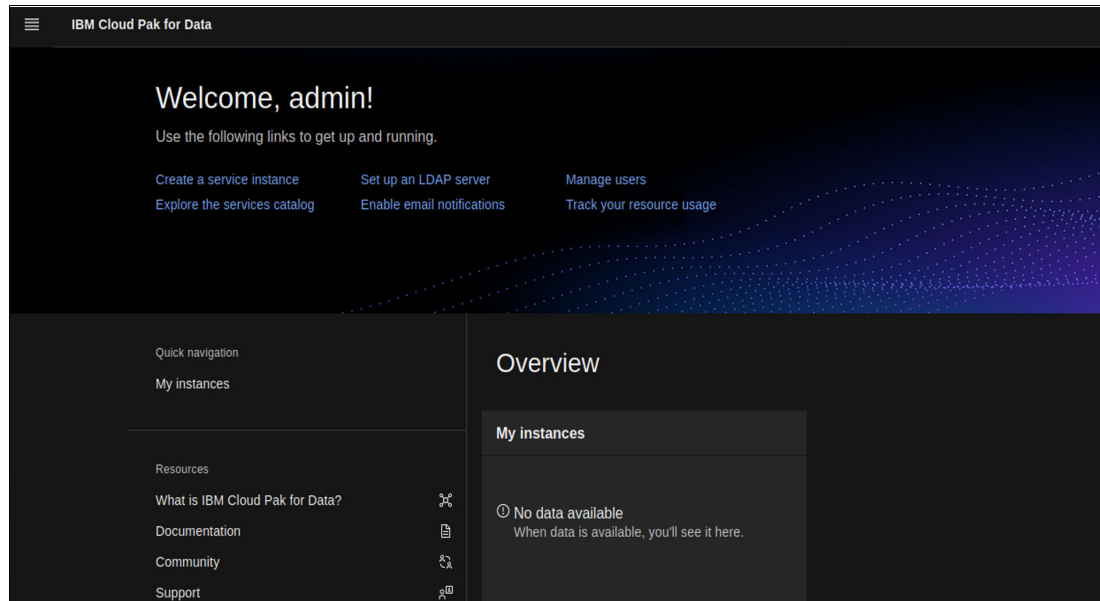 IBM Cloud Pak for Data
Welcome, admin!
Use the following links to get up and running.
Create a service instance
Set up an LDAP server
Manage users
Explore the services catalog
Enable email notifications
Track your resource usage
Quick navigation
My instances
Resources
What is IBM Cloud Pak for Data?
Documentation
Community
Support
Overview
My instances
No data available
When data is available, you'll see it here.